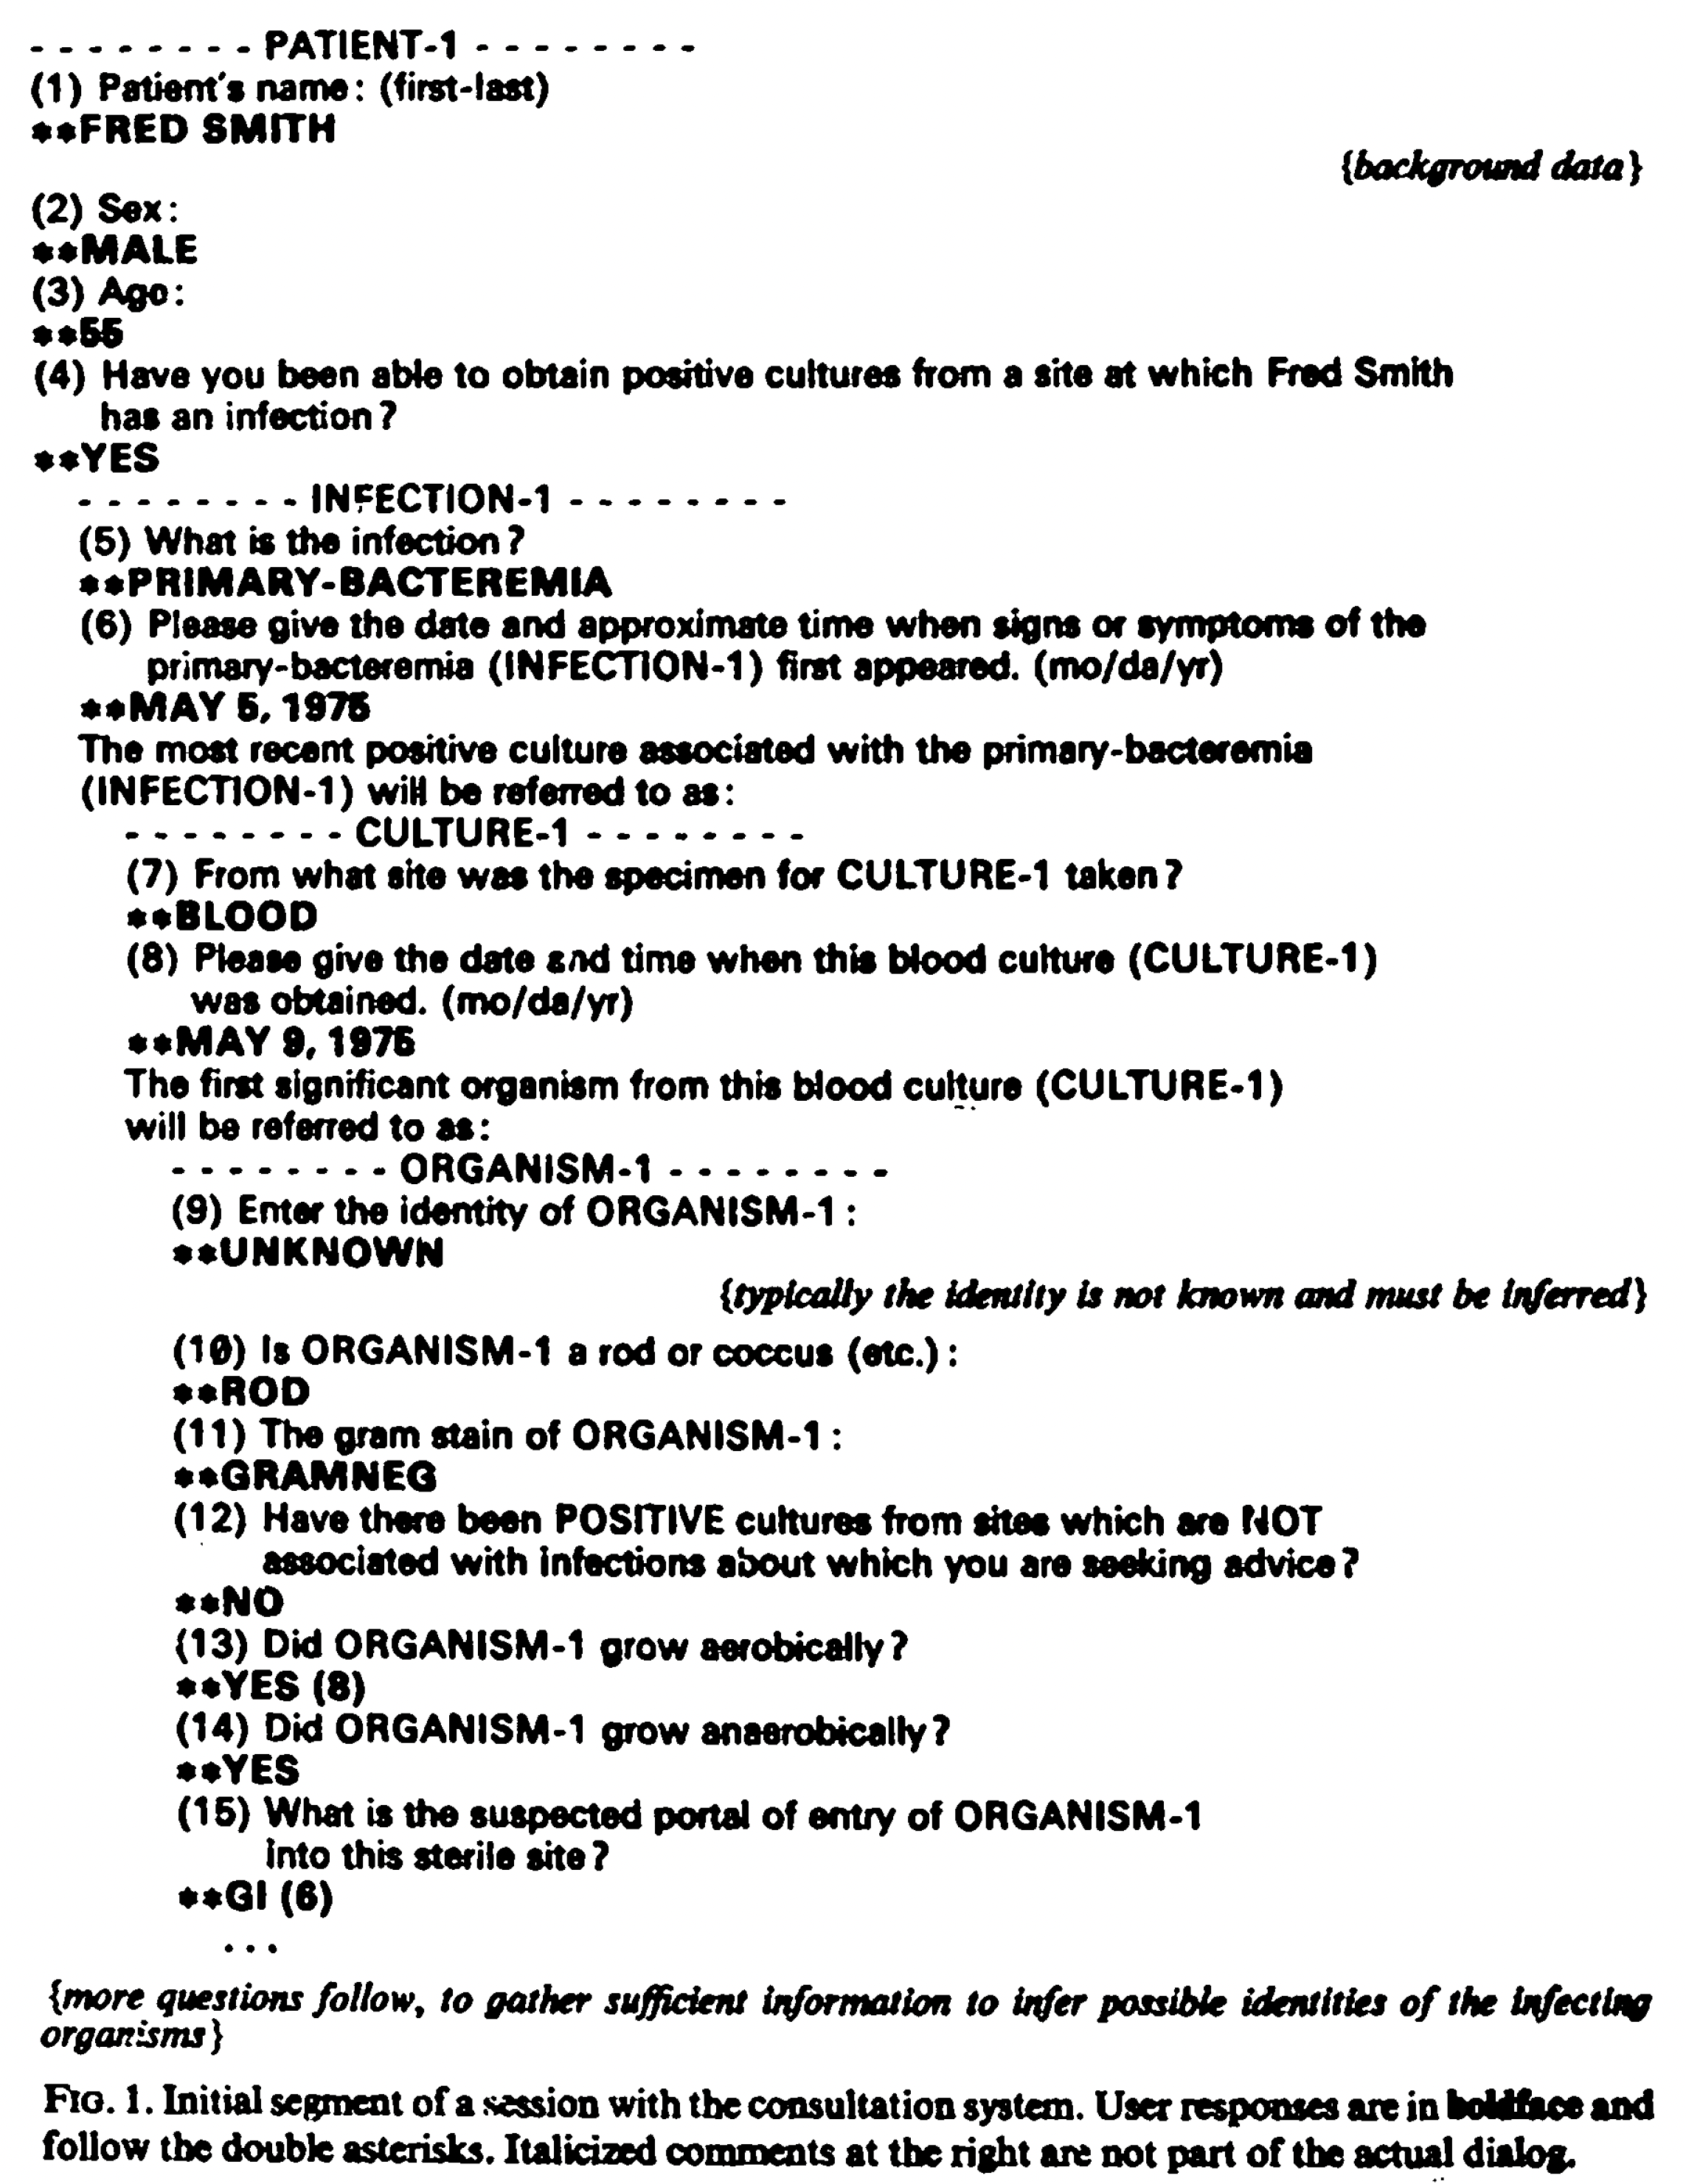 - - - - - - - - PATIENT-1 - - - - - - - -
(1) Patient's name: (first-last)
**FRED SMITH
{background data}
(2) Sex:
**MALE
(3) Age:
**55
(4) Have you been able to obtain positive cultures from a site at which Fred Smith
has an infection?
**YES
- - - - - - - - INFECTION-1 - - - - - - - -
(5) What is the infection?
**PRIMARY-BACTEREMIA
(6) Please give the date and approximate time when signs or symptoms of the
primary-bacteremia (INFECTION-1) first appeared. (mo/da/yr)
**MAY 5, 1975
The most recent positive culture associated with the primary-bacteremia
(INFECTION-1) will be referred to as:
- - - - - - - - CULTURE-1 - - - - - - - -
(7) From what site was the specimen for CULTURE-1 taken?
**BLOOD
(8) Please give the date and time when this blood culture (CULTURE-1)
was obtained. (mo/da/yr)
**MAY 9, 1975
The first significant organism from this blood culture (CULTURE-1)
will be referred to as:
- - - - - - - - ORGANISM-1 - - - - - - - -
(9) Enter the identity of ORGANISM-1:
**UNKNOWN
{typically the identity is not known and must be inferred}
(10) Is ORGANISM-1 a rod or coccus (etc.):
**ROD
(11) The gram stain of ORGANISM-1:
**GRAMNEG
(12) Have there been POSITIVE cultures from sites which are NOT
associated with infections about which you are seeking advice?
**NO
(13) Did ORGANISM-1 grow aerobically?
**YES (8)
(14) Did ORGANISM-1 grow anaerobically?
**YES
(15) What is the suspected portal of entry of ORGANISM-1
into this sterile site?
**GI (6)
...
{more questions follow, to gather sufficient information to infer possible identities of the infecting
organisms}
FIG. 1. Initial segment of a session with the consultation system. User responses are in boldface and
follow the double asterisks. Italicized comments at the right are not part of the actual dialog.